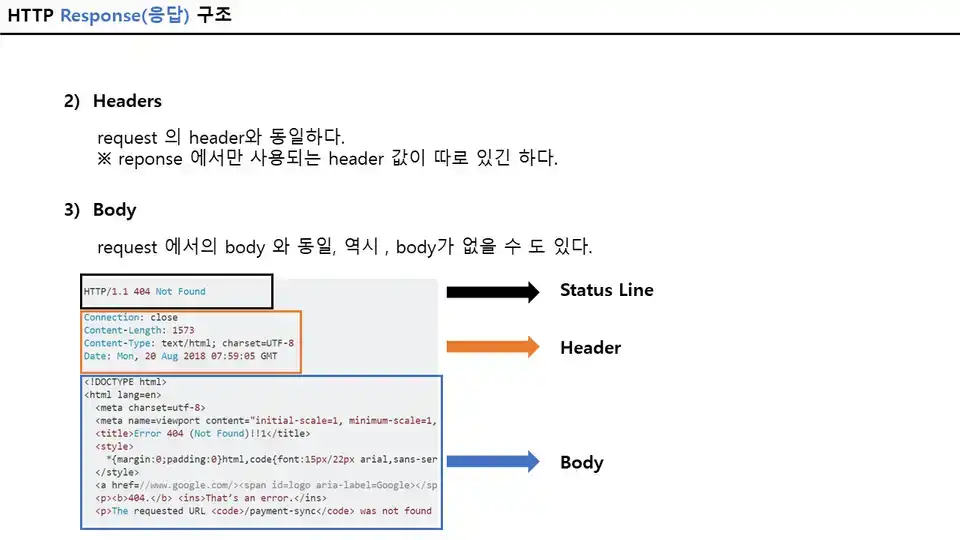 HTTP Response(응답) 구조
2) Headers
request 의 header와 동일하다.
※ reponse 에서만 사용되는 header 값이 따로 있긴 하다.
3) Body
request 에서의 body 와 동일, 역시 , body가 없을 수 도 있다.
HTTP/1.1 404 Not Found
Status Line
Connection: close
Content-Length: 1573
Content-Type: text/html; charset=UTF-8
Date: Mon, 20 Aug 2018 07:59:05 GMT
Header
<!DOCTYPE html>
<html lang=en>
<meta charset=utf-8>
<meta name=viewport content="initial-scale=1, minimum-scale=1,
<title>Error 404 (Not Found)!!1</title>
<style>
*{margin:0;padding:0}html,code{font:15px/22px arial,sans-ser
</style>
<a href=//www.google.com/><span id=logo aria-label=Google></sp
<p><b>404.</b> <ins>That's an error.</ins>
<p>The requested URL <code>/payment-sync</code> was not found
Body